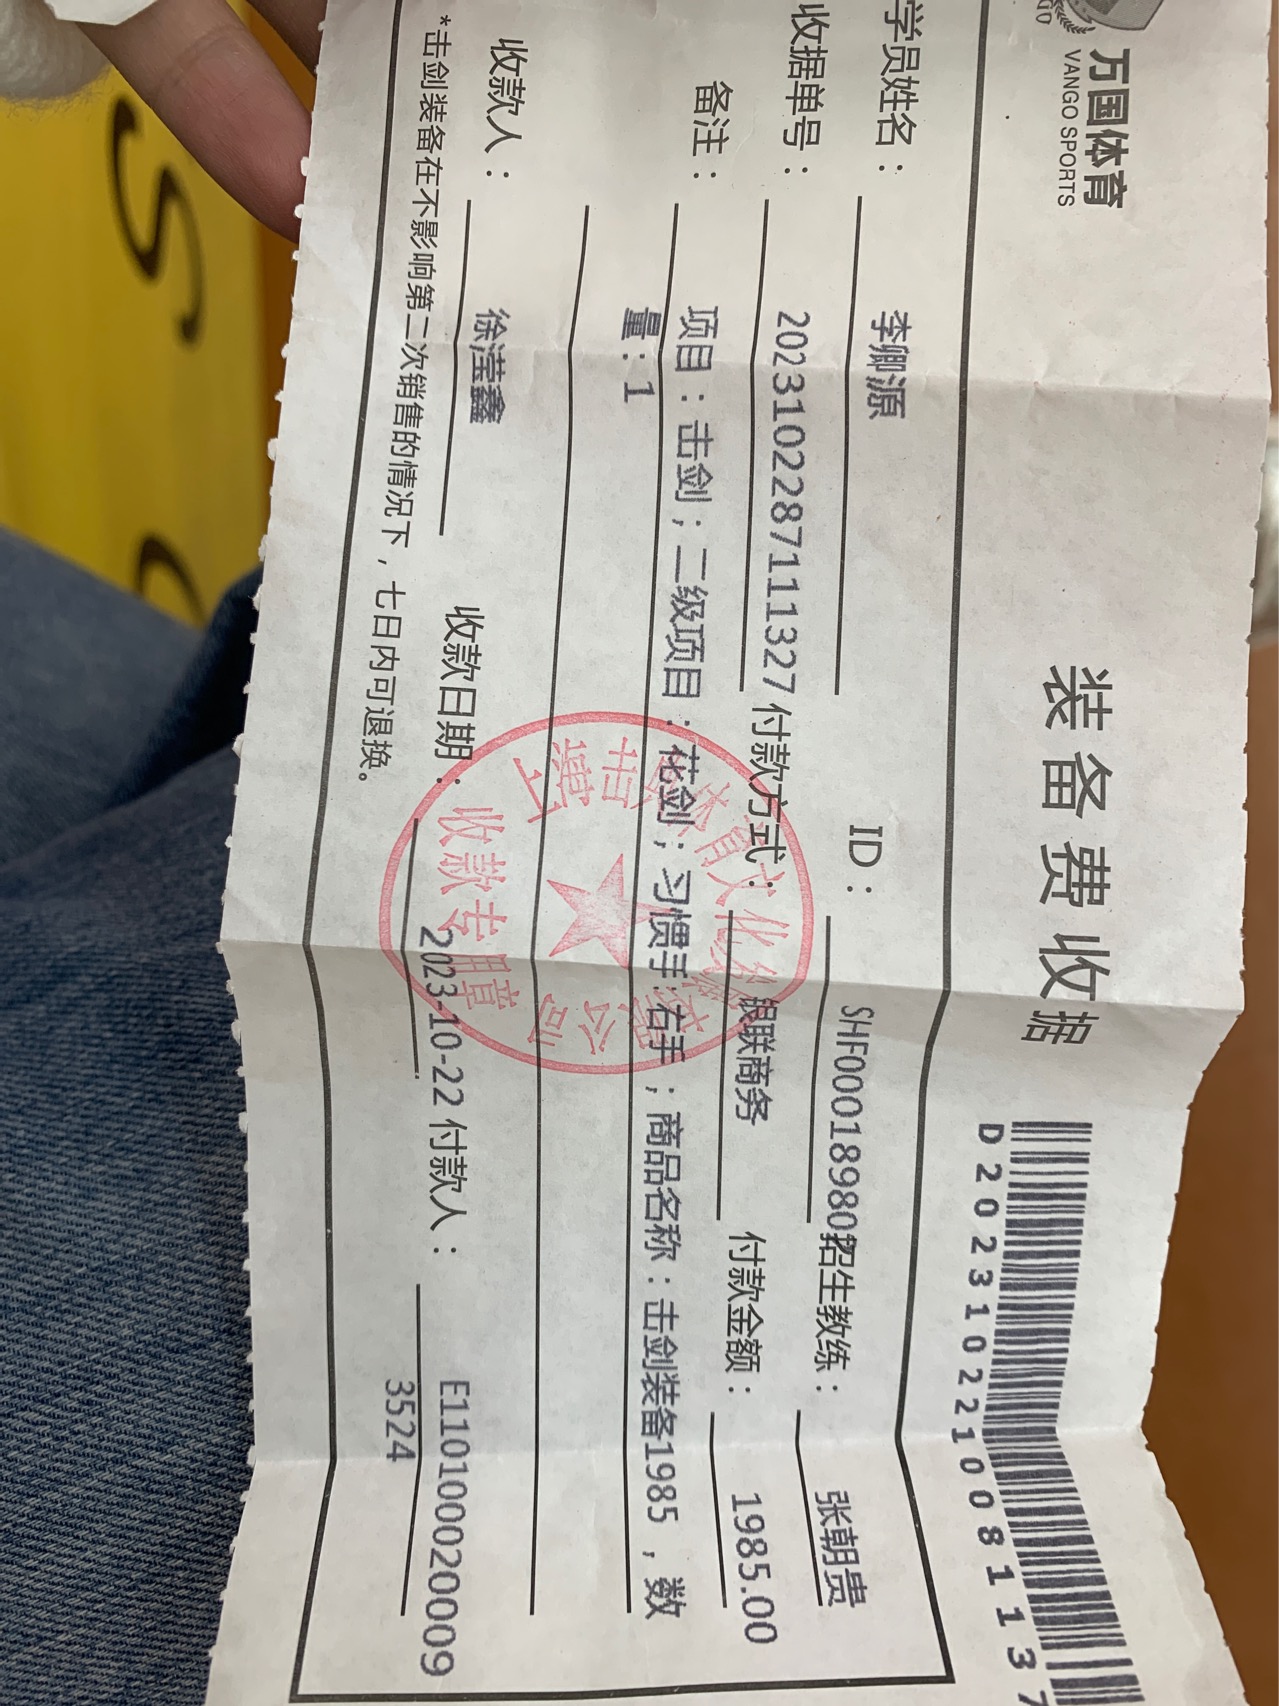 万国体育
VANGO SPORTS
装备费收据
D202310221008113
学员姓名：李卿源 ID：SHF00018980 招生教练：张朝贵
收据单号：2023102287111327 付款方式：银联商务 付款金额：1985.00
备注：项目：击剑；二级项目：花剑；习惯手：右手；商品名称：击剑装备1985，数
量：1
收款人：徐滢鑫 收款日期：2023-10-22 付款人：E110100020009
3524
*击剑装备在不影响第二次销售的情况下，七日内可退换。
收款专用章